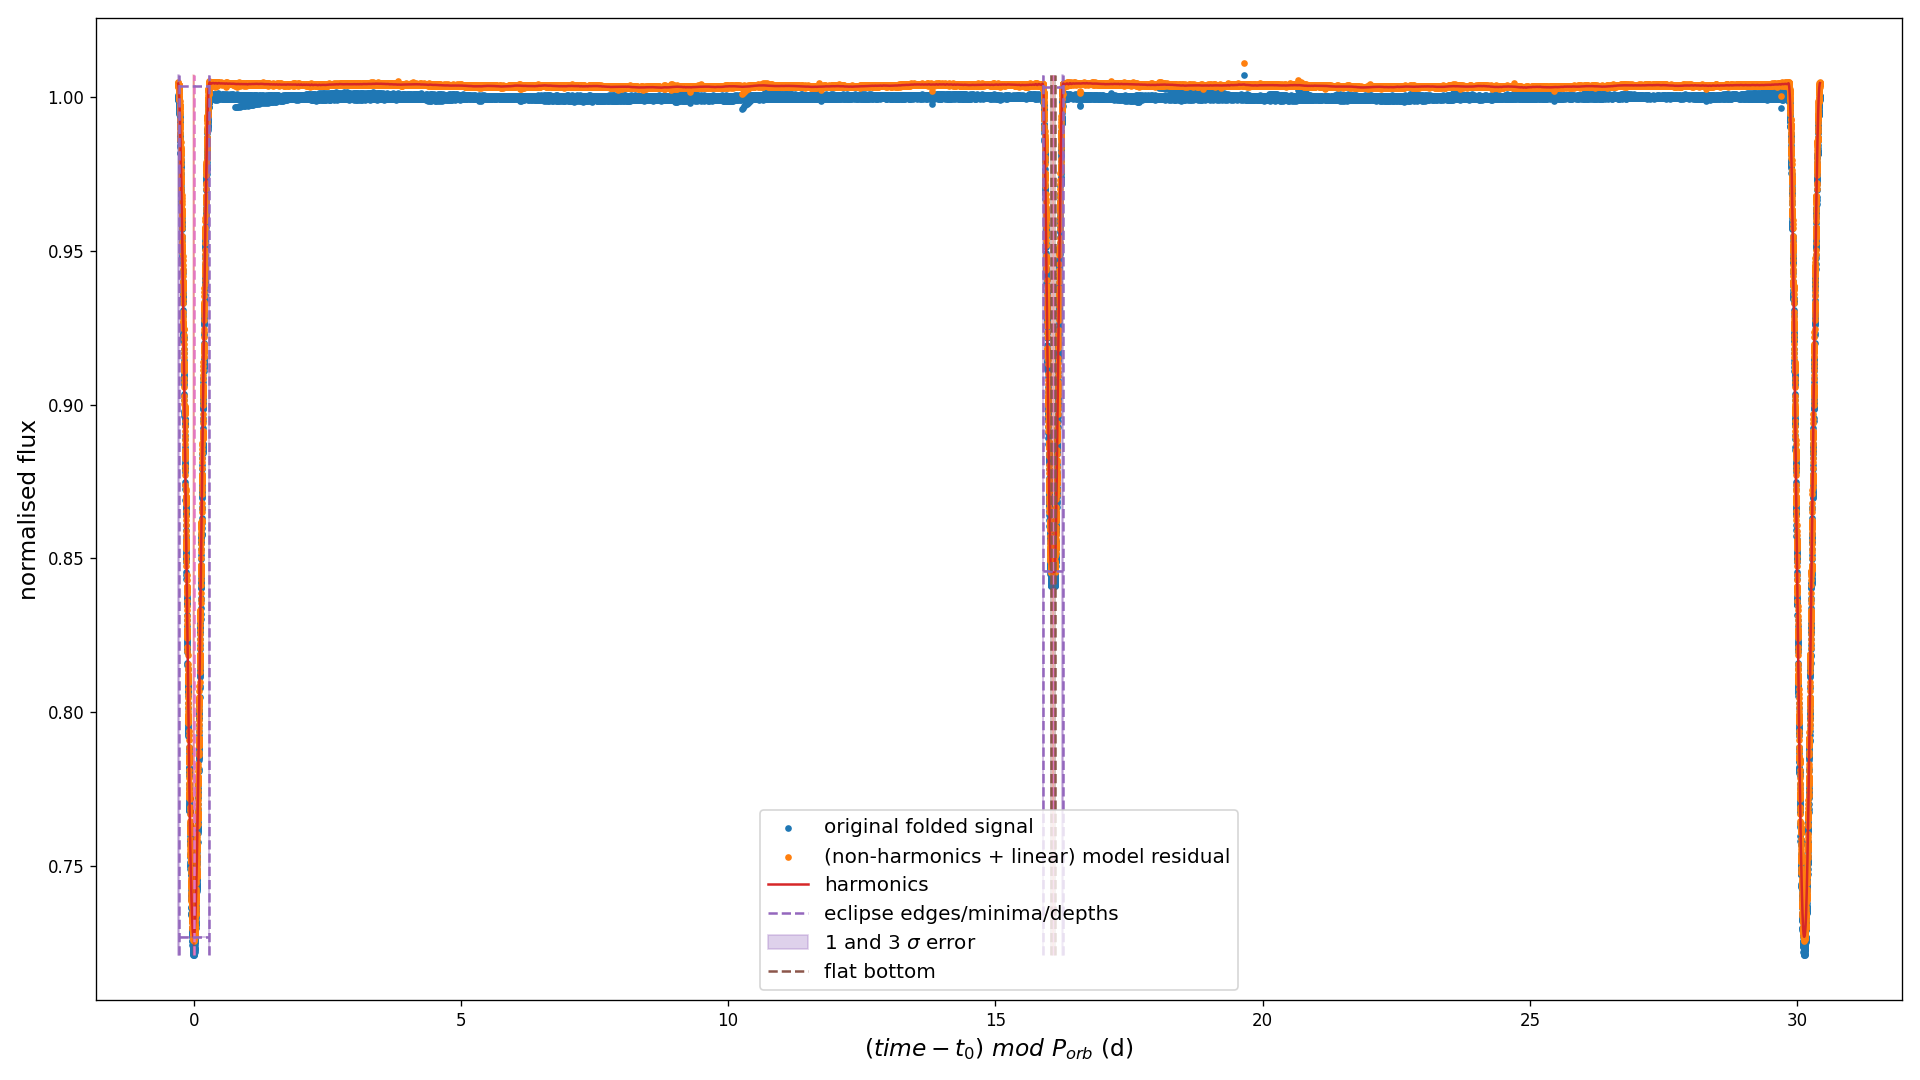 1.00
0.95
0.90
0.85
0.80
0.75
normalised flux
original folded signal
(non-harmonics + linear) model residual
harmonics
eclipse edges/minima/depths
1 and 3 σ error
flat bottom
0 5 10 15 20 25 30
(time − t₀) mod Pₒᵣb (d)